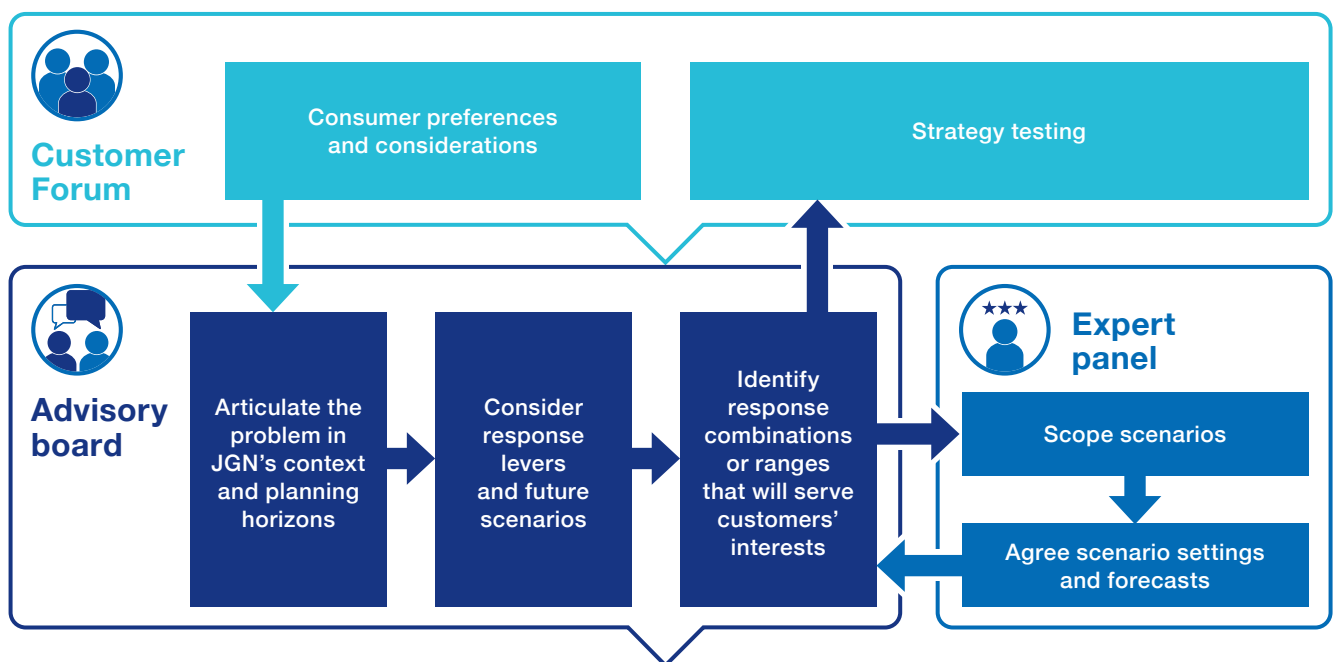 Customer
Forum
Consumer preferences
and considerations
Strategy testing
Advisory
board
Articulate the
problem in
JGN’s context
and planning
horizons
Consider
response
levers
and future
scenarios
Identify
response
combinations
or ranges
that will serve
customers’
interests
Expert
panel
Scope scenarios
Agree scenario settings
and forecasts